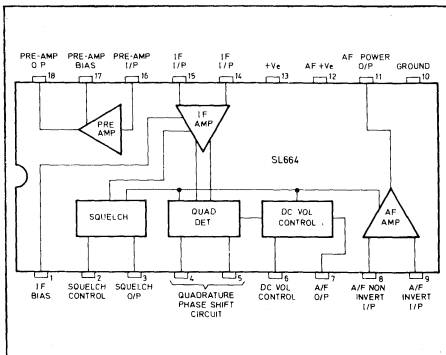 PRE-AMP O P
PRE-AMP BIAS
PRE-AMP I/P
IF I/P
IF I/P
+Ve
AF +Ve
AF POWER O/P
GROUND
18
17
16
15
14
13
12
11
10
PRE AMP
IF AMP
SL664
SQUELCH
QUAD DET
DC VOL CONTROL
AF AMP
1
2
3
4
5
6
7
8
9
IF BIAS
SQUELCH CONTROL
SQUELCH O/P
QUADRATURE PHASE SHIFT CIRCUIT
DC VOL CONTROL
A/F O/P
A/F NON INVERT I/P
A/F INVERT I/P